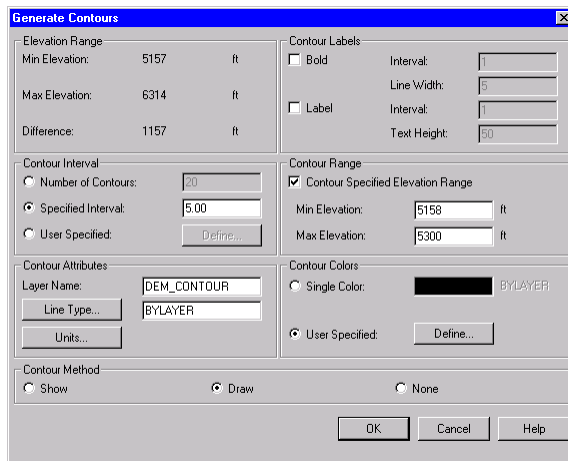 Generate Contours
Elevation Range
Min Elevation: 5157 ft
Max Elevation: 6314 ft
Difference: 1157 ft
Contour Labels
Bold Interval: 1
Line Width: 5
Label Interval: 1
Text Height: 50
Contour Interval
Number of Contours: 20
Specified Interval: 5.00
User Specified: Define...
Contour Range
Contour Specified Elevation Range
Min Elevation: 5158 ft
Max Elevation: 5300 ft
Contour Attributes
Layer Name: DEM_CONTOUR
Line Type... BYLAYER
Units...
Contour Colors
Single Color: BYLAYER
User Specified: Define...
Contour Method
Show Draw None
OK Cancel Help